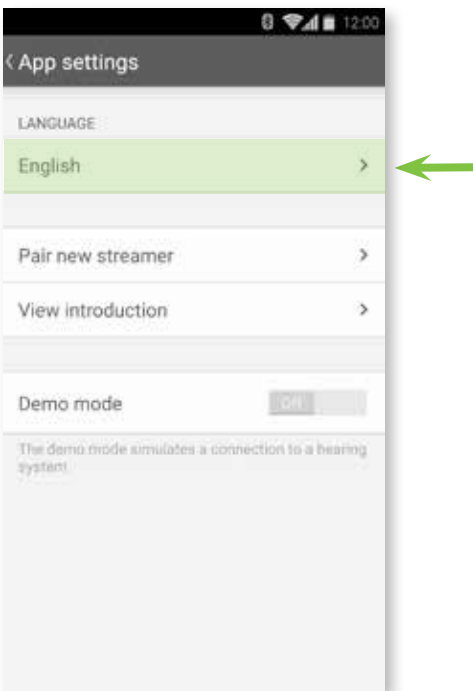 12:00
App settings
LANGUAGE
English
Pair new streamer
View introduction
Demo mode
Off
The demo mode simulates a connection to a hearing
system